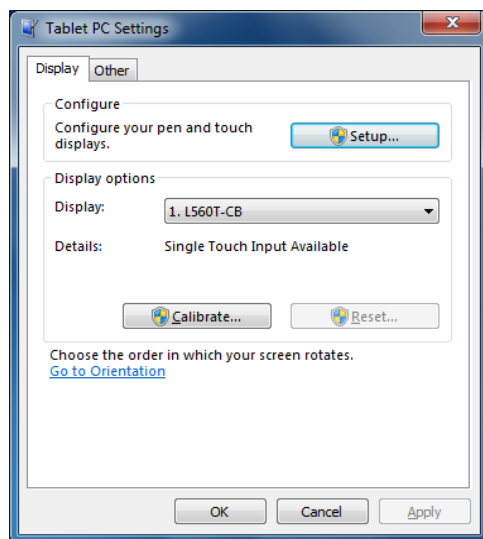 Tablet PC Settings
Display Other
Configure
Configure your pen and touch
displays.
Setup...
Display options
Display: 1. L560T-CB
Details: Single Touch Input Available
Calibrate... Reset...
Choose the order in which your screen rotates.
Go to Orientation
OK Cancel Apply